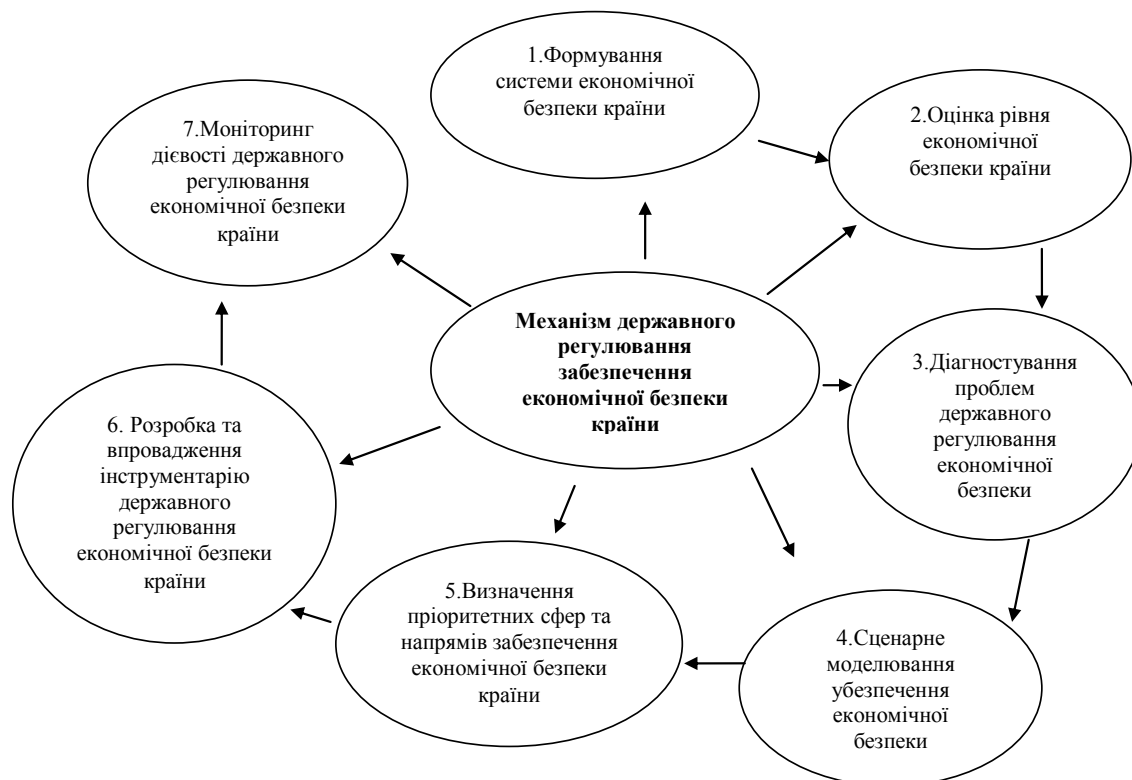 1.Формування
системи економічної
безпеки країни
2.Оцінка рівня
економічної
безпеки країни
7.Моніторинг
дієвості державного
регулювання
економічної безпеки
країни
Механізм державного
регулювання
забезпечення
економічної безпеки
країни
3.Діагностування
проблем
державного
регулювання
економічної
безпеки
6. Розробка та
впровадження
інструментарію
державного
регулювання
економічної безпеки
країни
5.Визначення
пріоритетних сфер та
напрямів забезпечення
економічної безпеки
країни
4.Сценарне
моделювання
убезпечення
економічної
безпеки